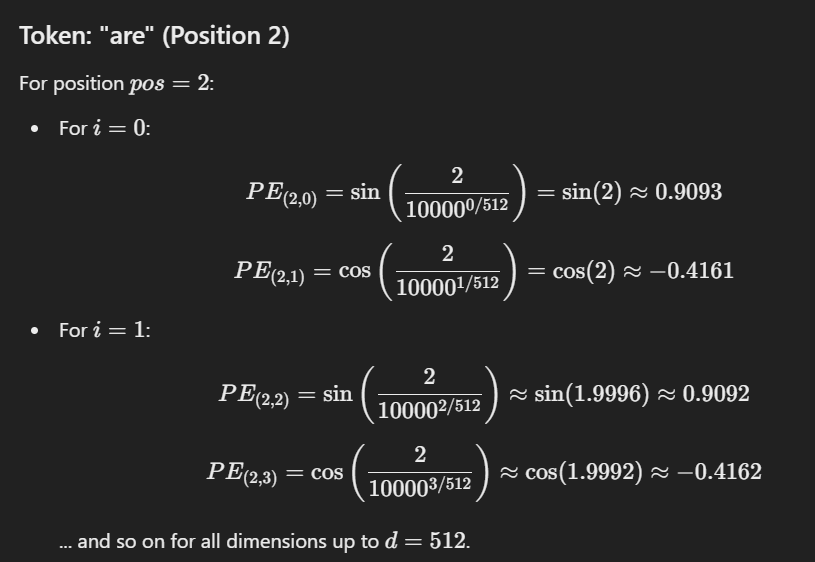 Token: "are" (Position 2)
For position pos = 2:
• For i = 0:
PE(2,0) = sin(2 / 10000^(0/512)) = sin(2) ≈ 0.9093
PE(2,1) = cos(2 / 10000^(1/512)) = cos(2) ≈ −0.4161
• For i = 1:
PE(2,2) = sin(2 / 10000^(2/512)) ≈ sin(1.9996) ≈ 0.9092
PE(2,3) = cos(2 / 10000^(3/512)) ≈ cos(1.9992) ≈ −0.4162
... and so on for all dimensions up to d = 512.